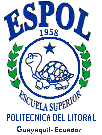 ESPOL
1958
ESCUELA SUPERIOR
POLITECNICA DEL LITORAL
Guayaquil - Ecuador